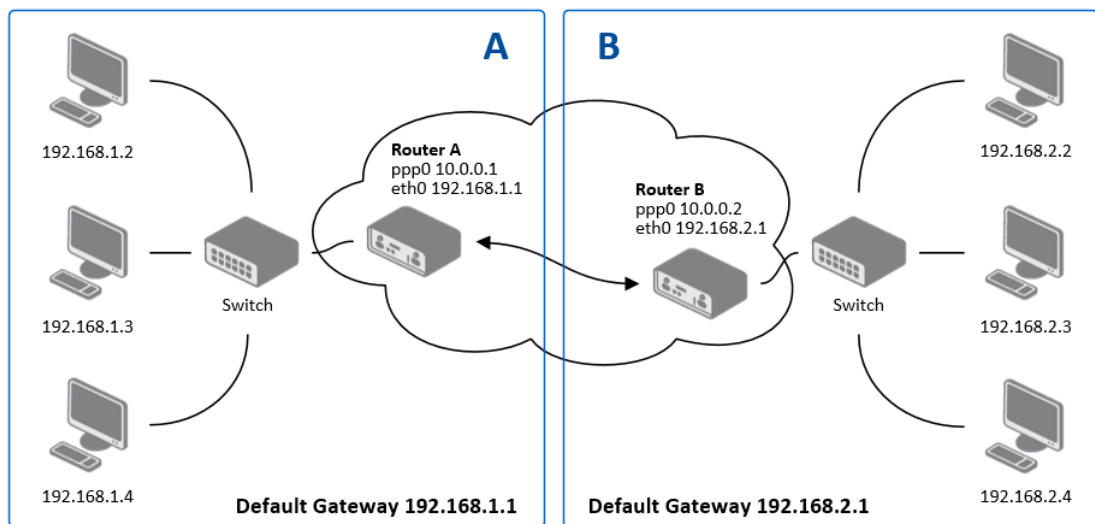 A
B
192.168.1.2
192.168.2.2
Router A
ppp0 10.0.0.1
eth0 192.168.1.1
Router B
ppp0 10.0.0.2
eth0 192.168.2.1
Switch
Switch
192.168.1.3
192.168.2.3
192.168.1.4
192.168.2.4
Default Gateway 192.168.1.1
Default Gateway 192.168.2.1